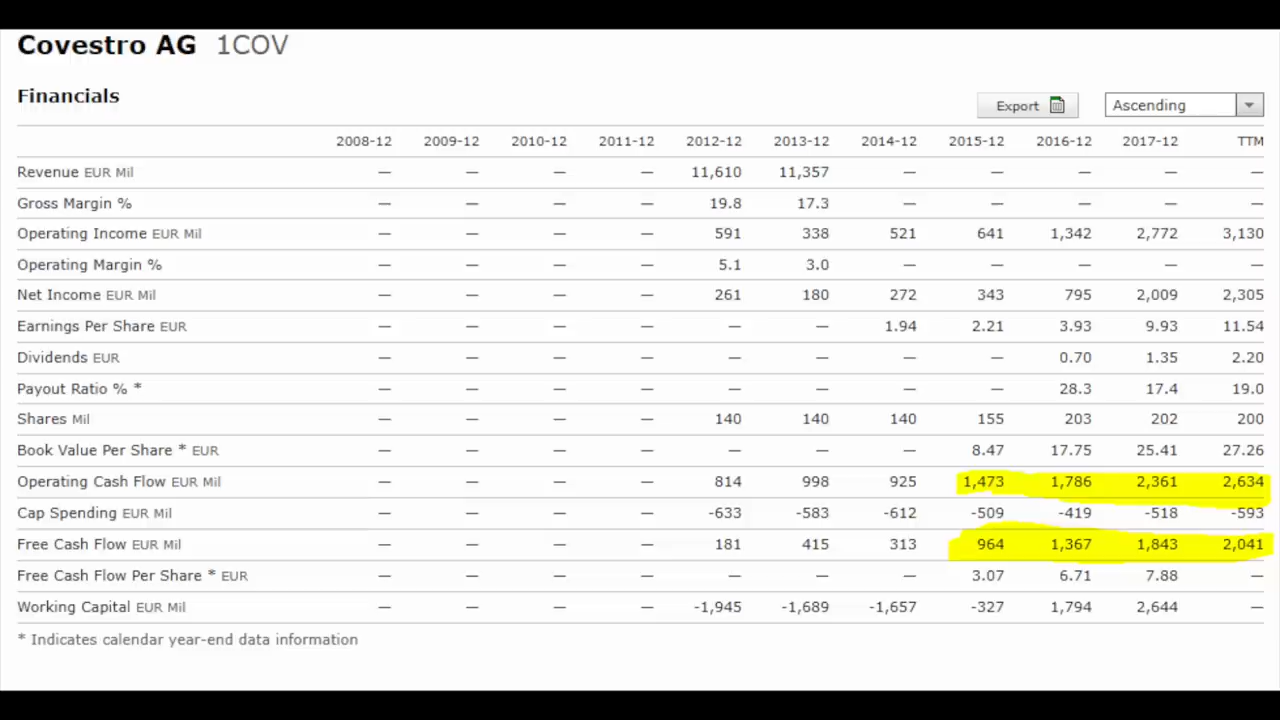 Covestro AG 1COV
Financials
Export Ascending
2008-12 2009-12 2010-12 2011-12 2012-12 2013-12 2014-12 2015-12 2016-12 2017-12 TTM
Revenue EUR Mil — — — — 11,610 11,357 — — — — —
Gross Margin % — — — — 19.8 17.3 — — — — —
Operating Income EUR Mil — — — — 591 338 521 641 1,342 2,772 3,130
Operating Margin % — — — — 5.1 3.0 — — — — —
Net Income EUR Mil — — — — 261 180 272 343 795 2,009 2,305
Earnings Per Share EUR — — — — — — 1.94 2.21 3.93 9.93 11.54
Dividends EUR — — — — — — — — 0.70 1.35 2.20
Payout Ratio % * — — — — — — — — 28.3 17.4 19.0
Shares Mil — — — — 140 140 140 155 203 202 200
Book Value Per Share * EUR — — — — — — — 8.47 17.75 25.41 27.26
Operating Cash Flow EUR Mil — — — — 814 998 925 1,473 1,786 2,361 2,634
Cap Spending EUR Mil — — — — -633 -583 -612 -509 -419 -518 -593
Free Cash Flow EUR Mil — — — — 181 415 313 964 1,367 1,843 2,041
Free Cash Flow Per Share * EUR — — — — — — — 3.07 6.71 7.88 —
Working Capital EUR Mil — — — — -1,945 -1,689 -1,657 -327 1,794 2,644 —
* Indicates calendar year-end data information